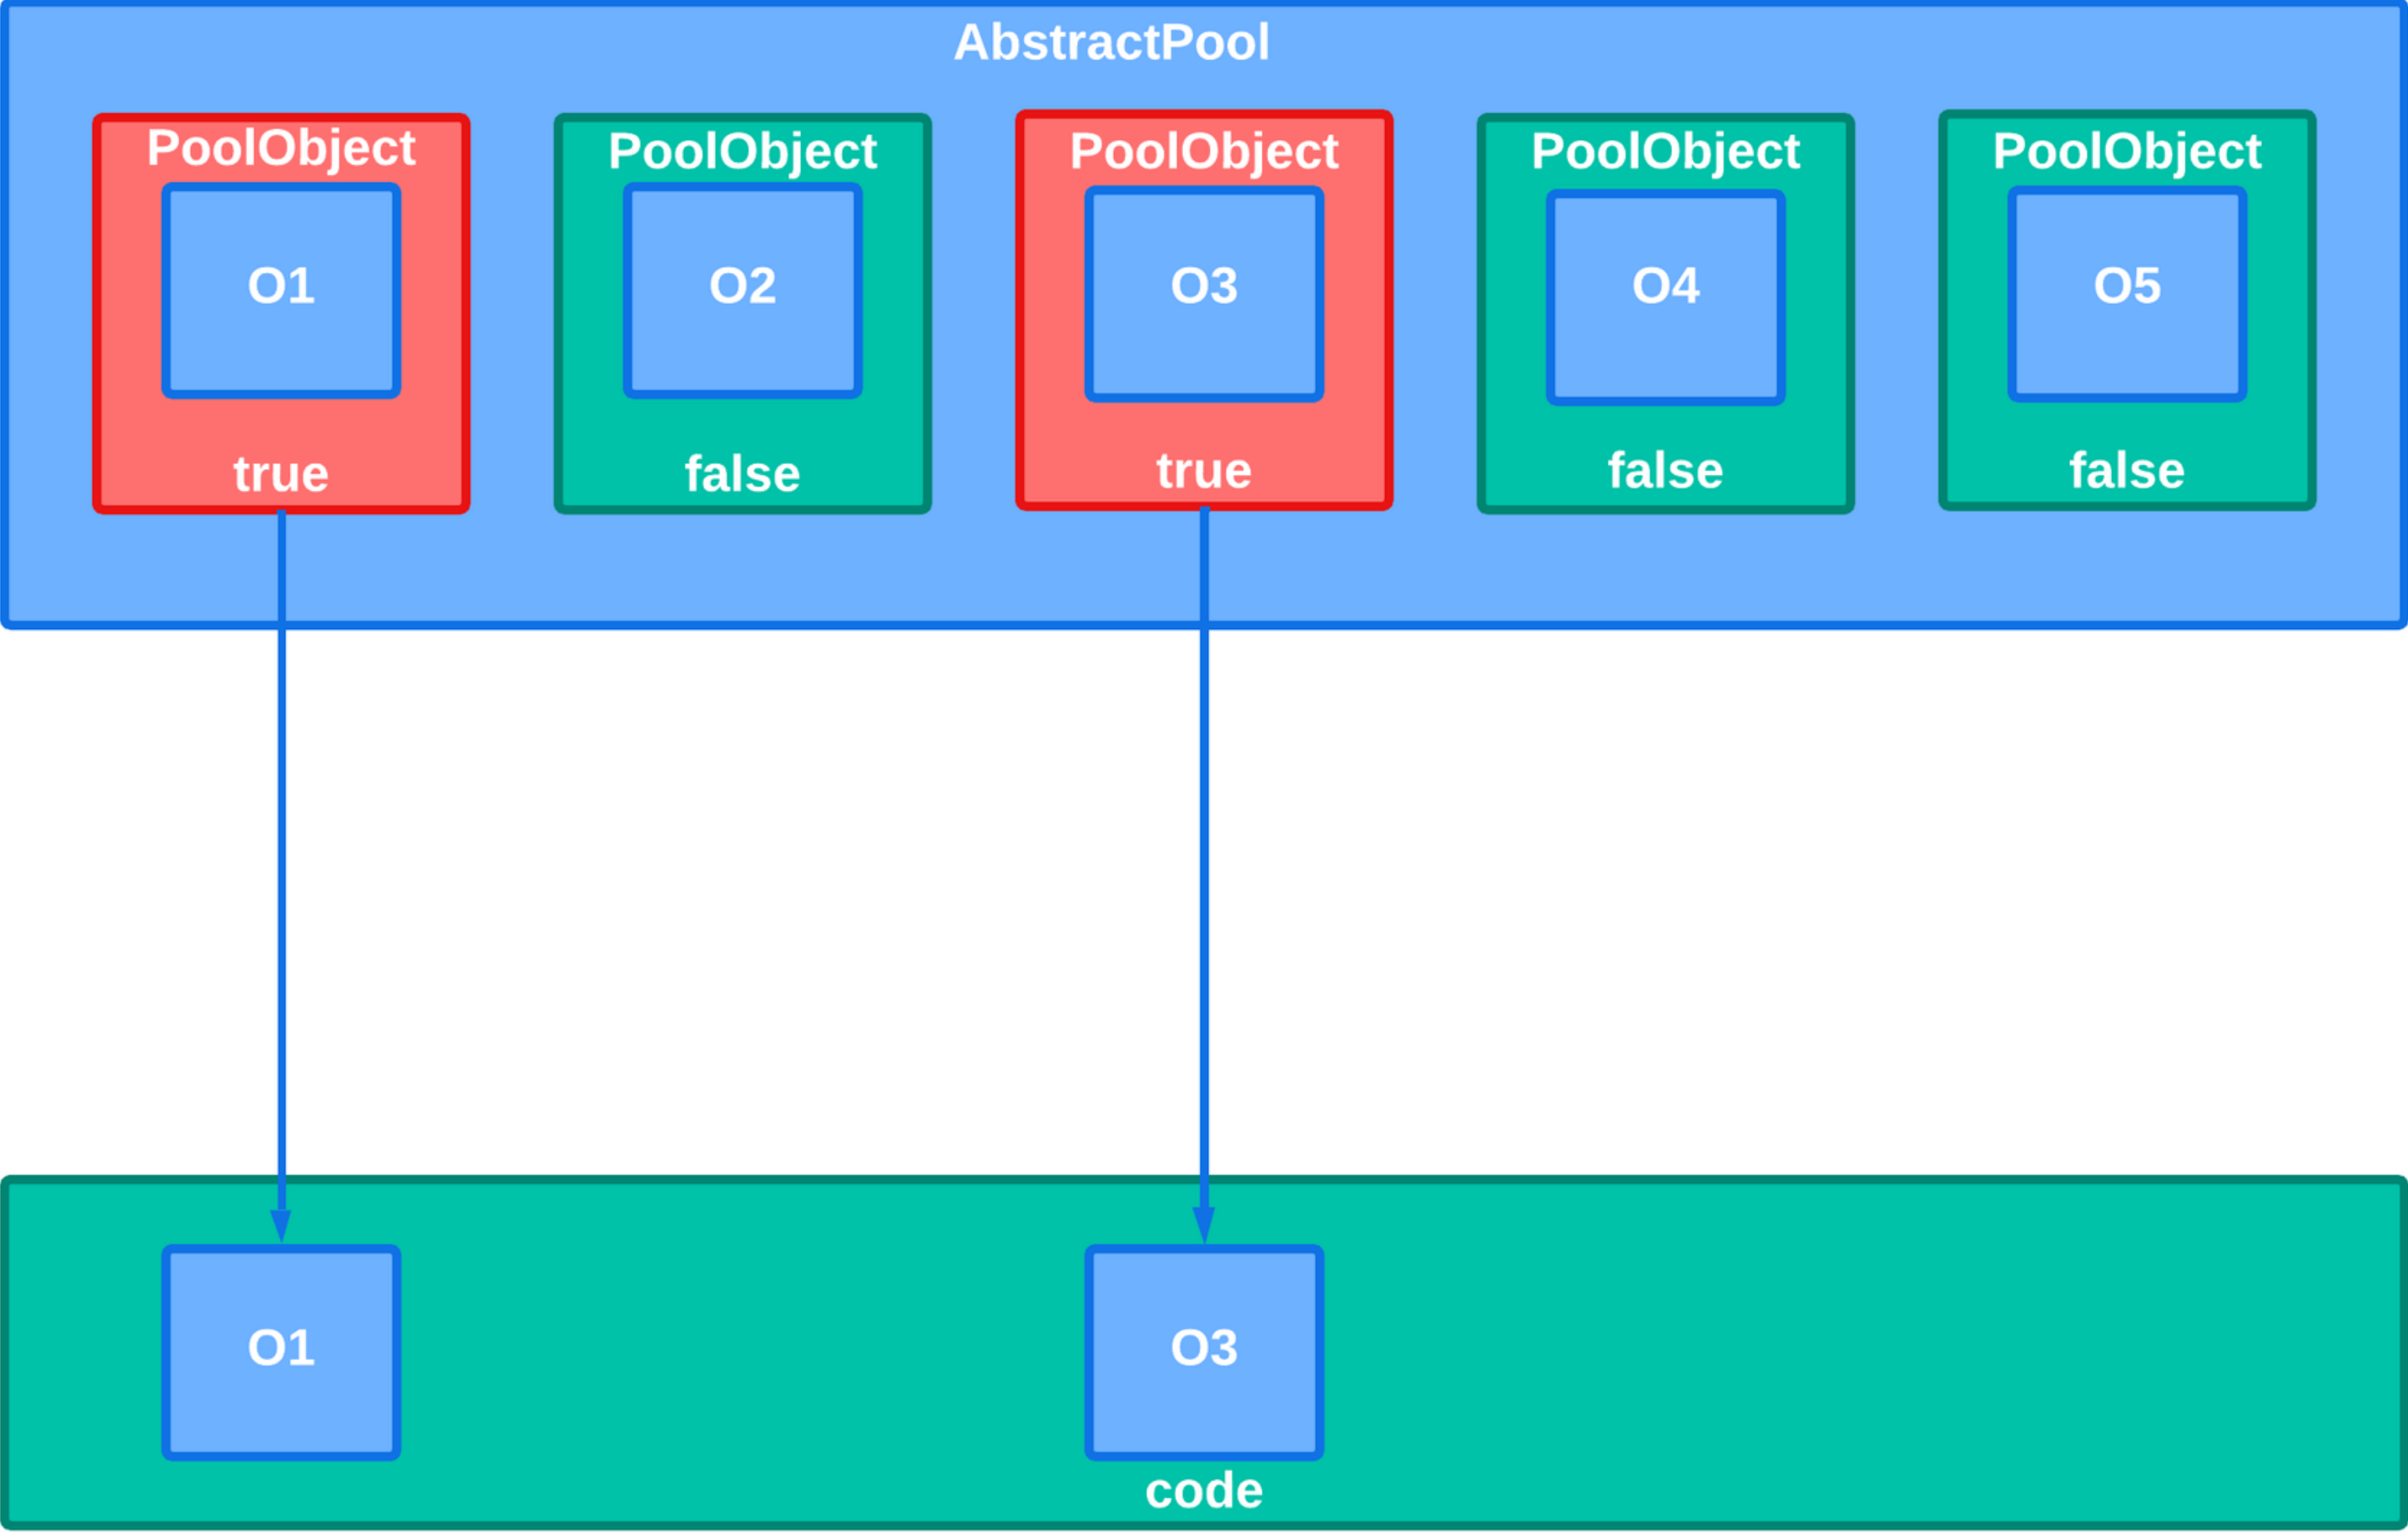 AbstractPool
PoolObject
O1
true
PoolObject
O2
false
PoolObject
O3
true
PoolObject
O4
false
PoolObject
O5
false
O1
O3
code